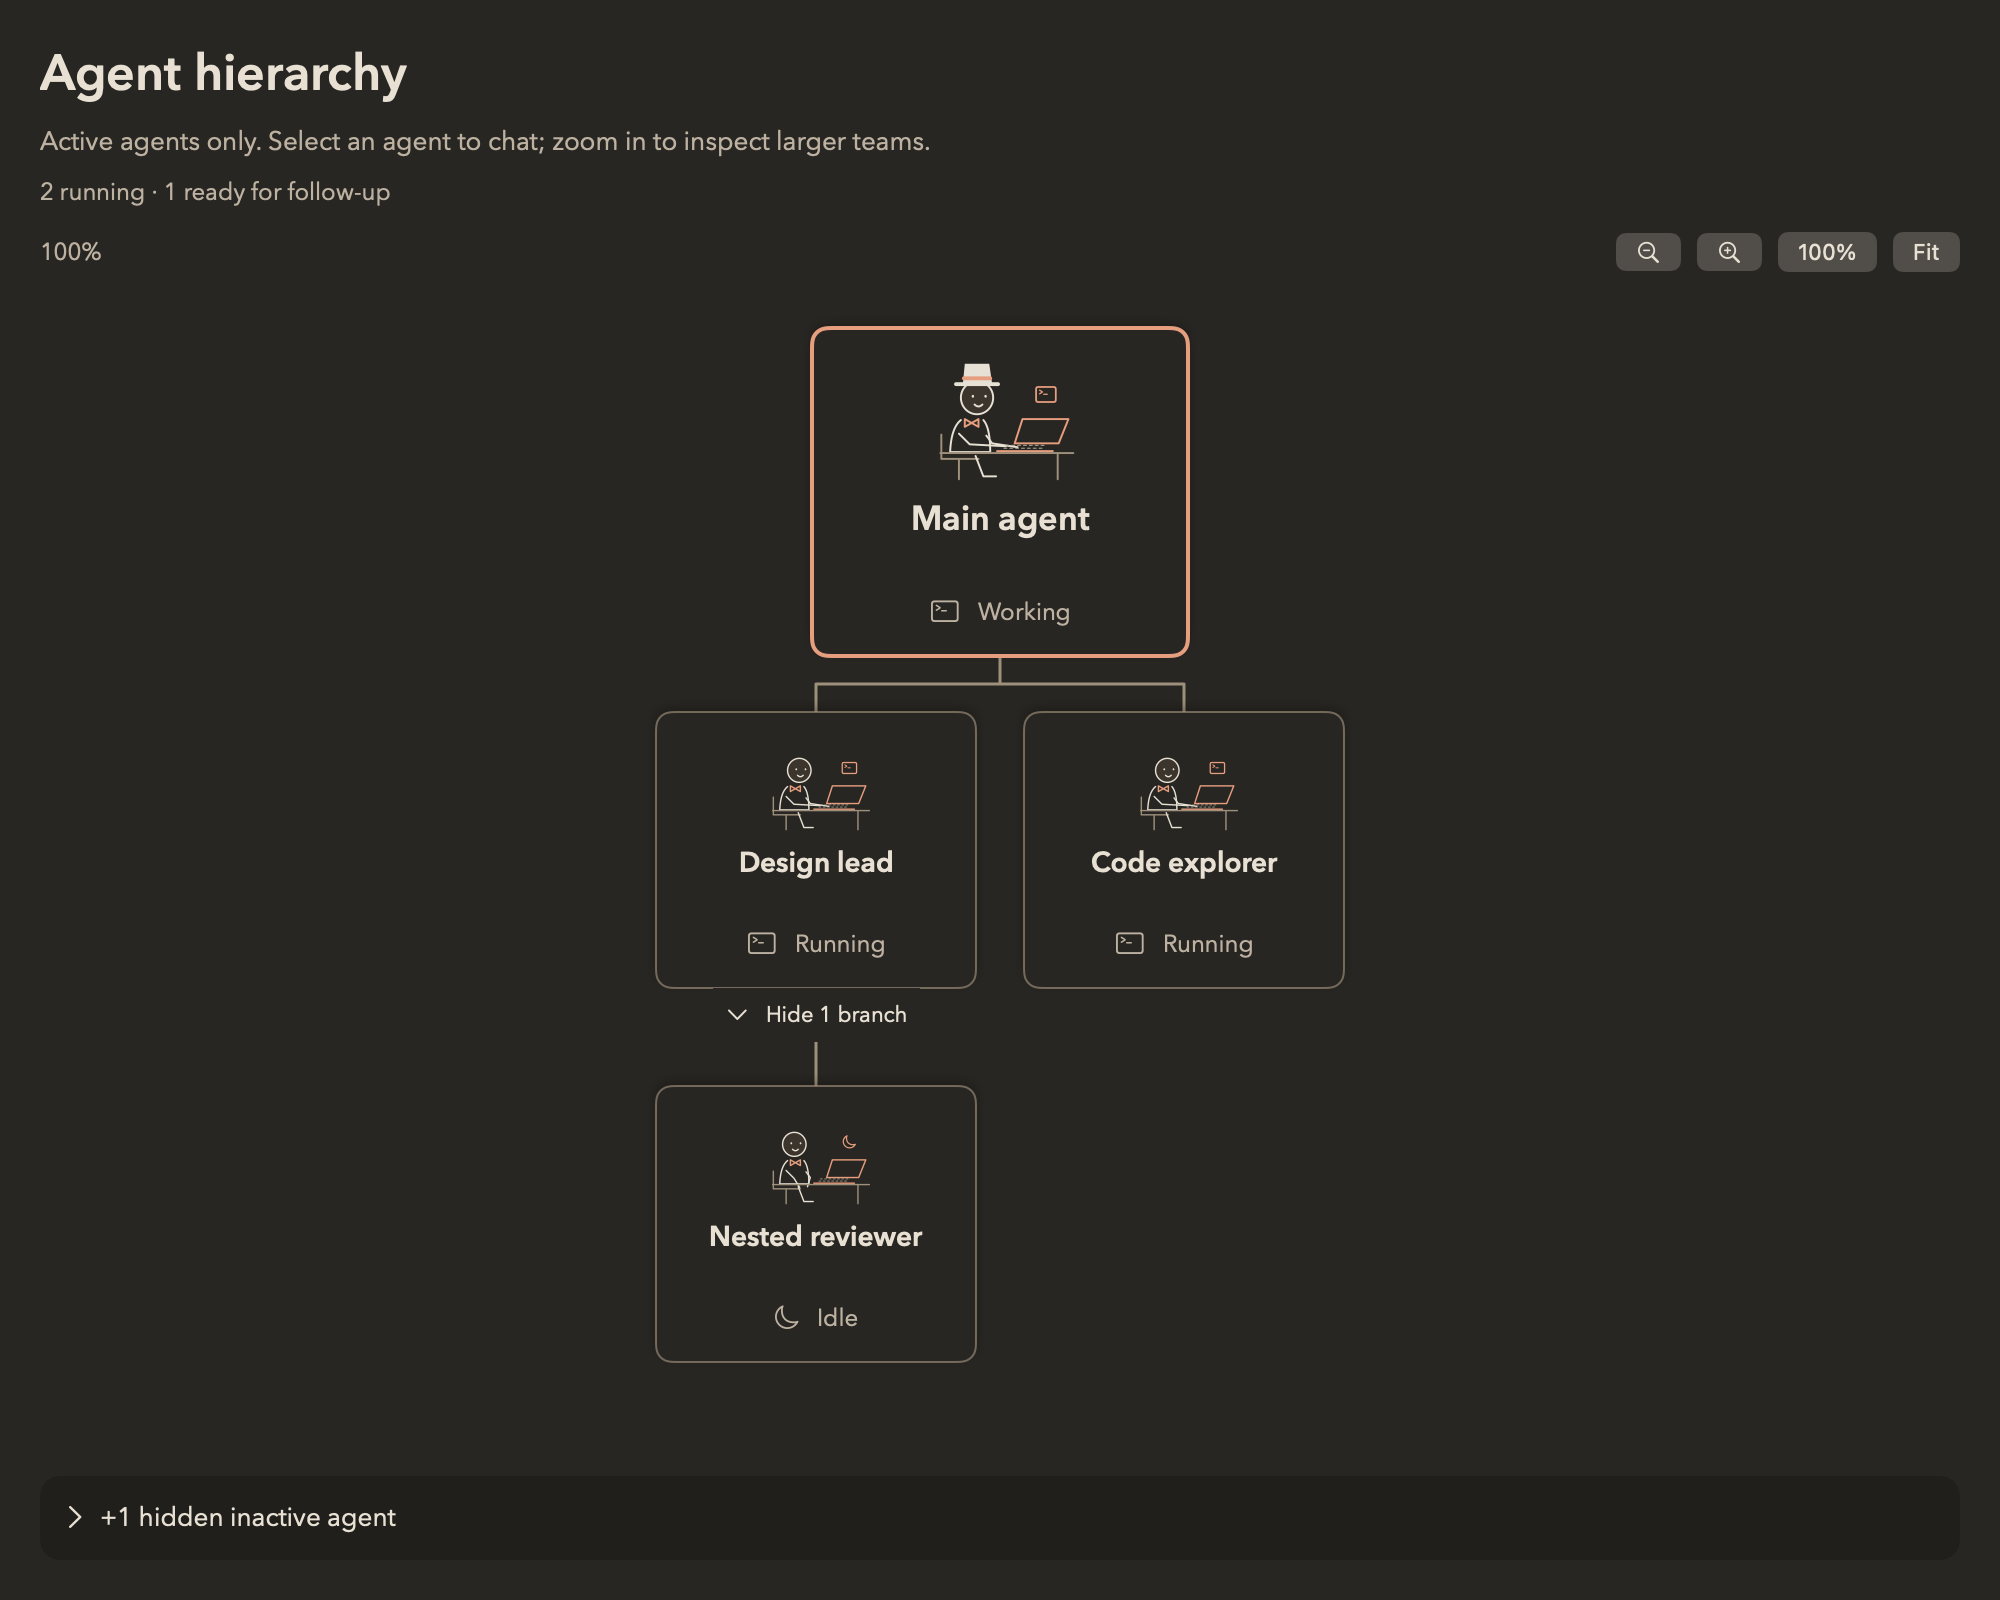 Agent hierarchy
Active agents only. Select an agent to chat; zoom in to inspect larger teams.
2 running · 1 ready for follow-up
100%
100%
Fit
Main agent
Working
Design lead
Code explorer
Running
Running
Hide 1 branch
Nested reviewer
Idle
+1 hidden inactive agent